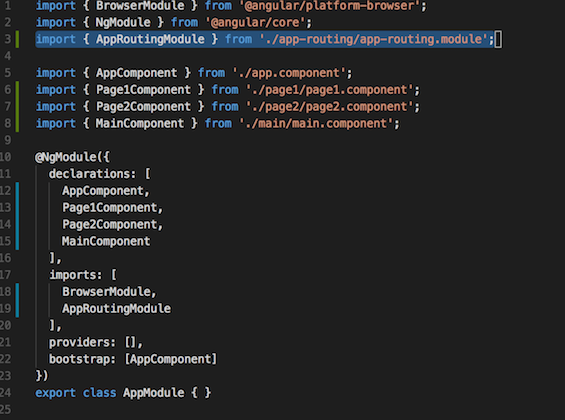 1 import { BrowserModule } from '@angular/platform-browser';
2 import { NgModule } from '@angular/core';
3 import { AppRoutingModule } from './app-routing/app-routing.module';
4
5 import { AppComponent } from './app.component';
6 import { Page1Component } from './page1/page1.component';
7 import { Page2Component } from './page2/page2.component';
8 import { MainComponent } from './main/main.component';
9
10 @NgModule({
11 declarations: [
12 AppComponent,
13 Page1Component,
14 Page2Component,
15 MainComponent
16 ],
17 imports: [
18 BrowserModule,
19 AppRoutingModule
20 ],
21 providers: [],
22 bootstrap: [AppComponent]
23 })
24 export class AppModule { }
25